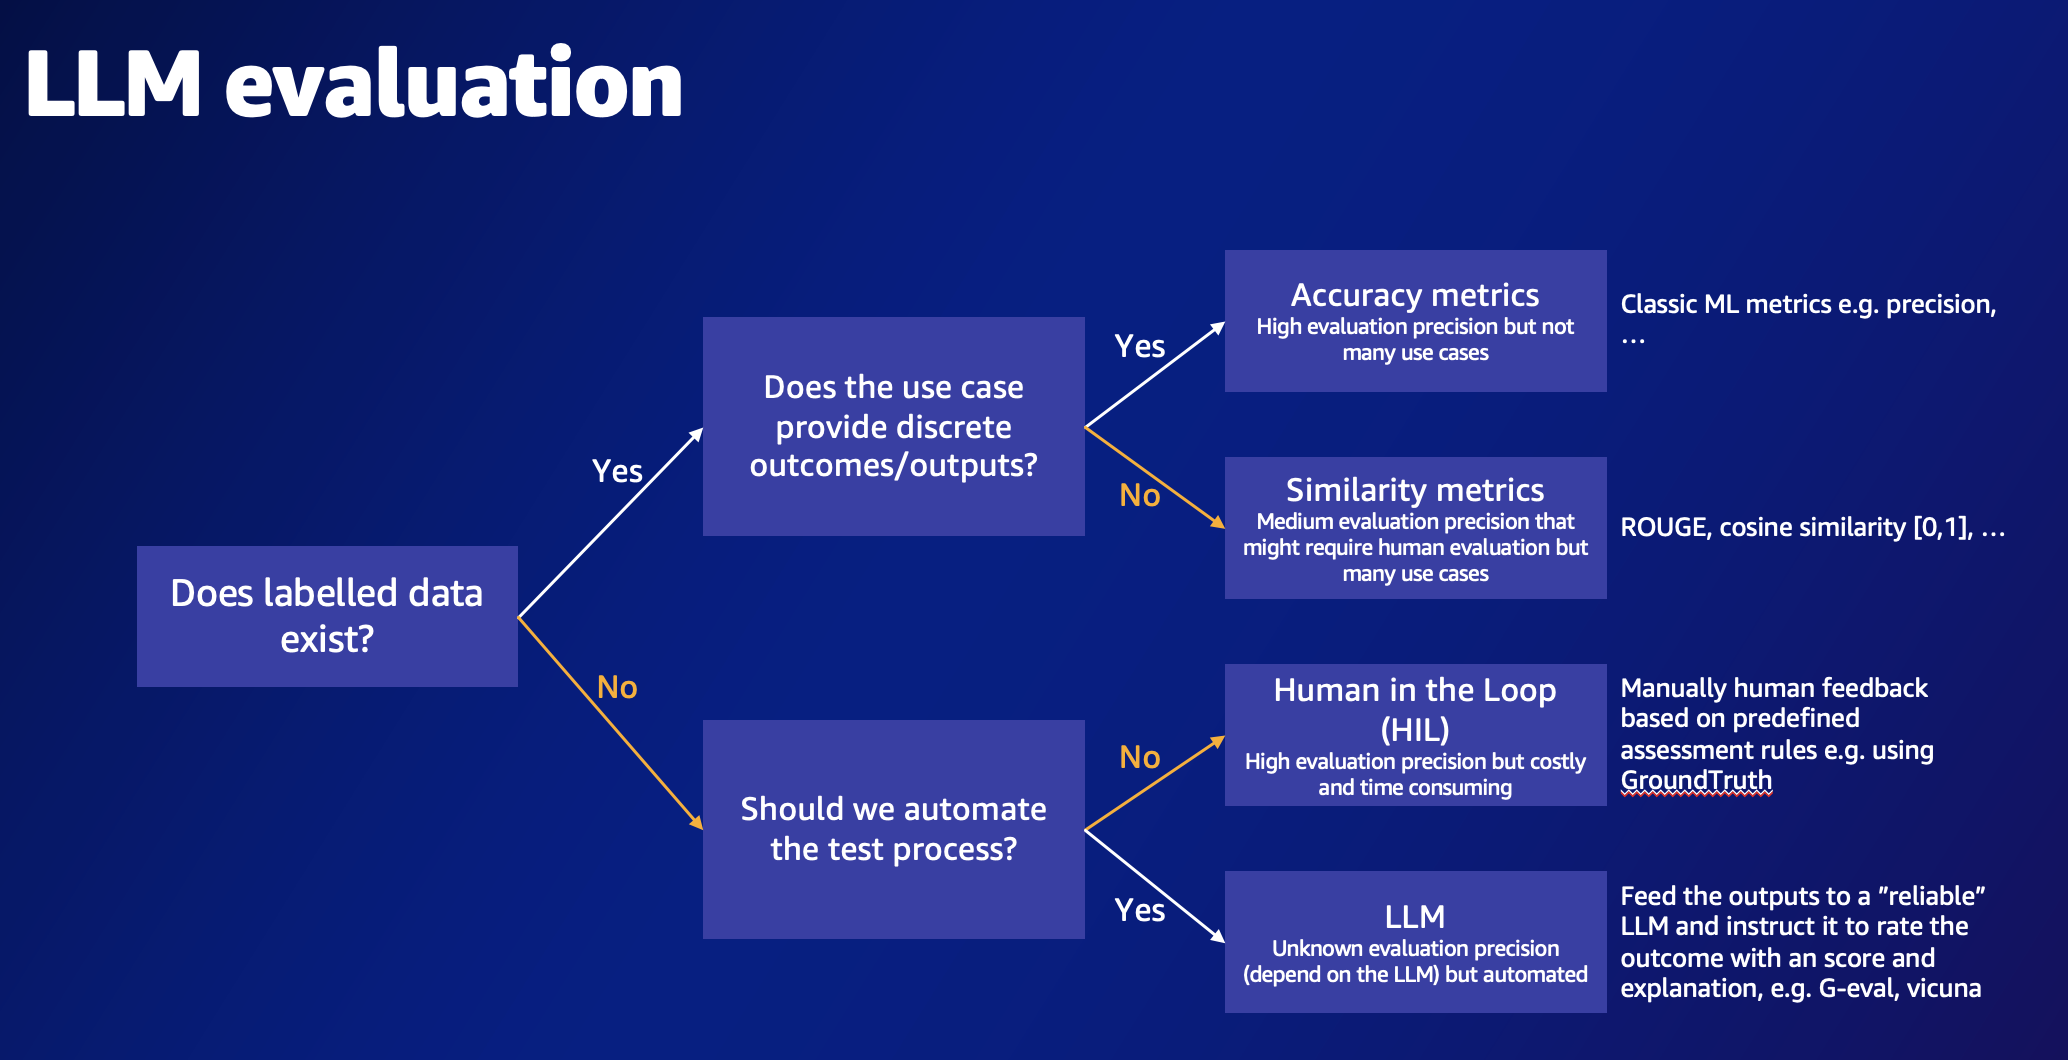 LLM evaluation
Does labelled data
exist?
Yes
No
Does the use case
provide discrete
outcomes/outputs?
Should we automate
the test process?
Yes
No
No
Yes
Accuracy metrics
High evaluation precision but not
many use cases
Classic ML metrics e.g. precision,
...
Similarity metrics
Medium evaluation precision that
might require human evaluation but
many use cases
ROUGE, cosine similarity [0,1], ...
Human in the Loop
(HIL)
High evaluation precision but costly
and time consuming
Manually human feedback
based on predefined
assessment rules e.g. using
GroundTruth
LLM
Unknown evaluation precision
(depend on the LLM) but automated
Feed the outputs to a ”reliable”
LLM and instruct it to rate the
outcome with an score and
explanation, e.g. G-eval, vicuna